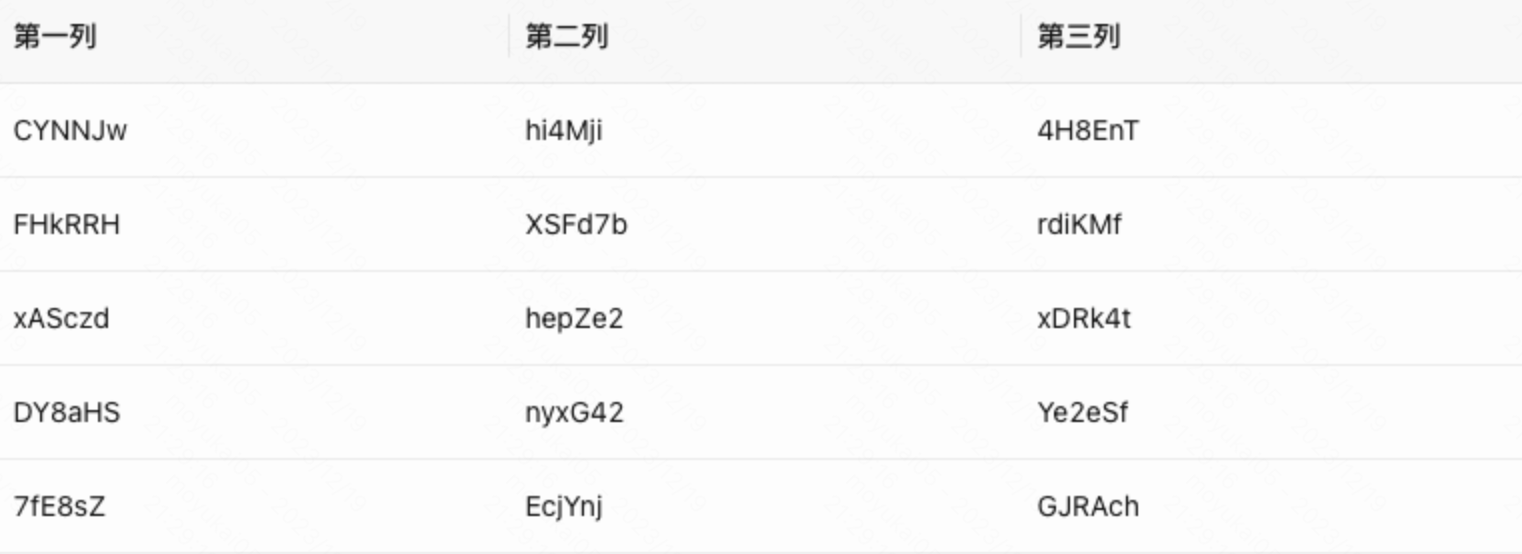 第一列 第二列 第三列
CYNNJw hi4Mji 4H8EnT
FHkRRH XSFd7b rdiKMf
xASczd hepZe2 xDRk4t
DY8aHS nyxG42 Ye2eSf
7fE8sZ EcjYnj GJRAch